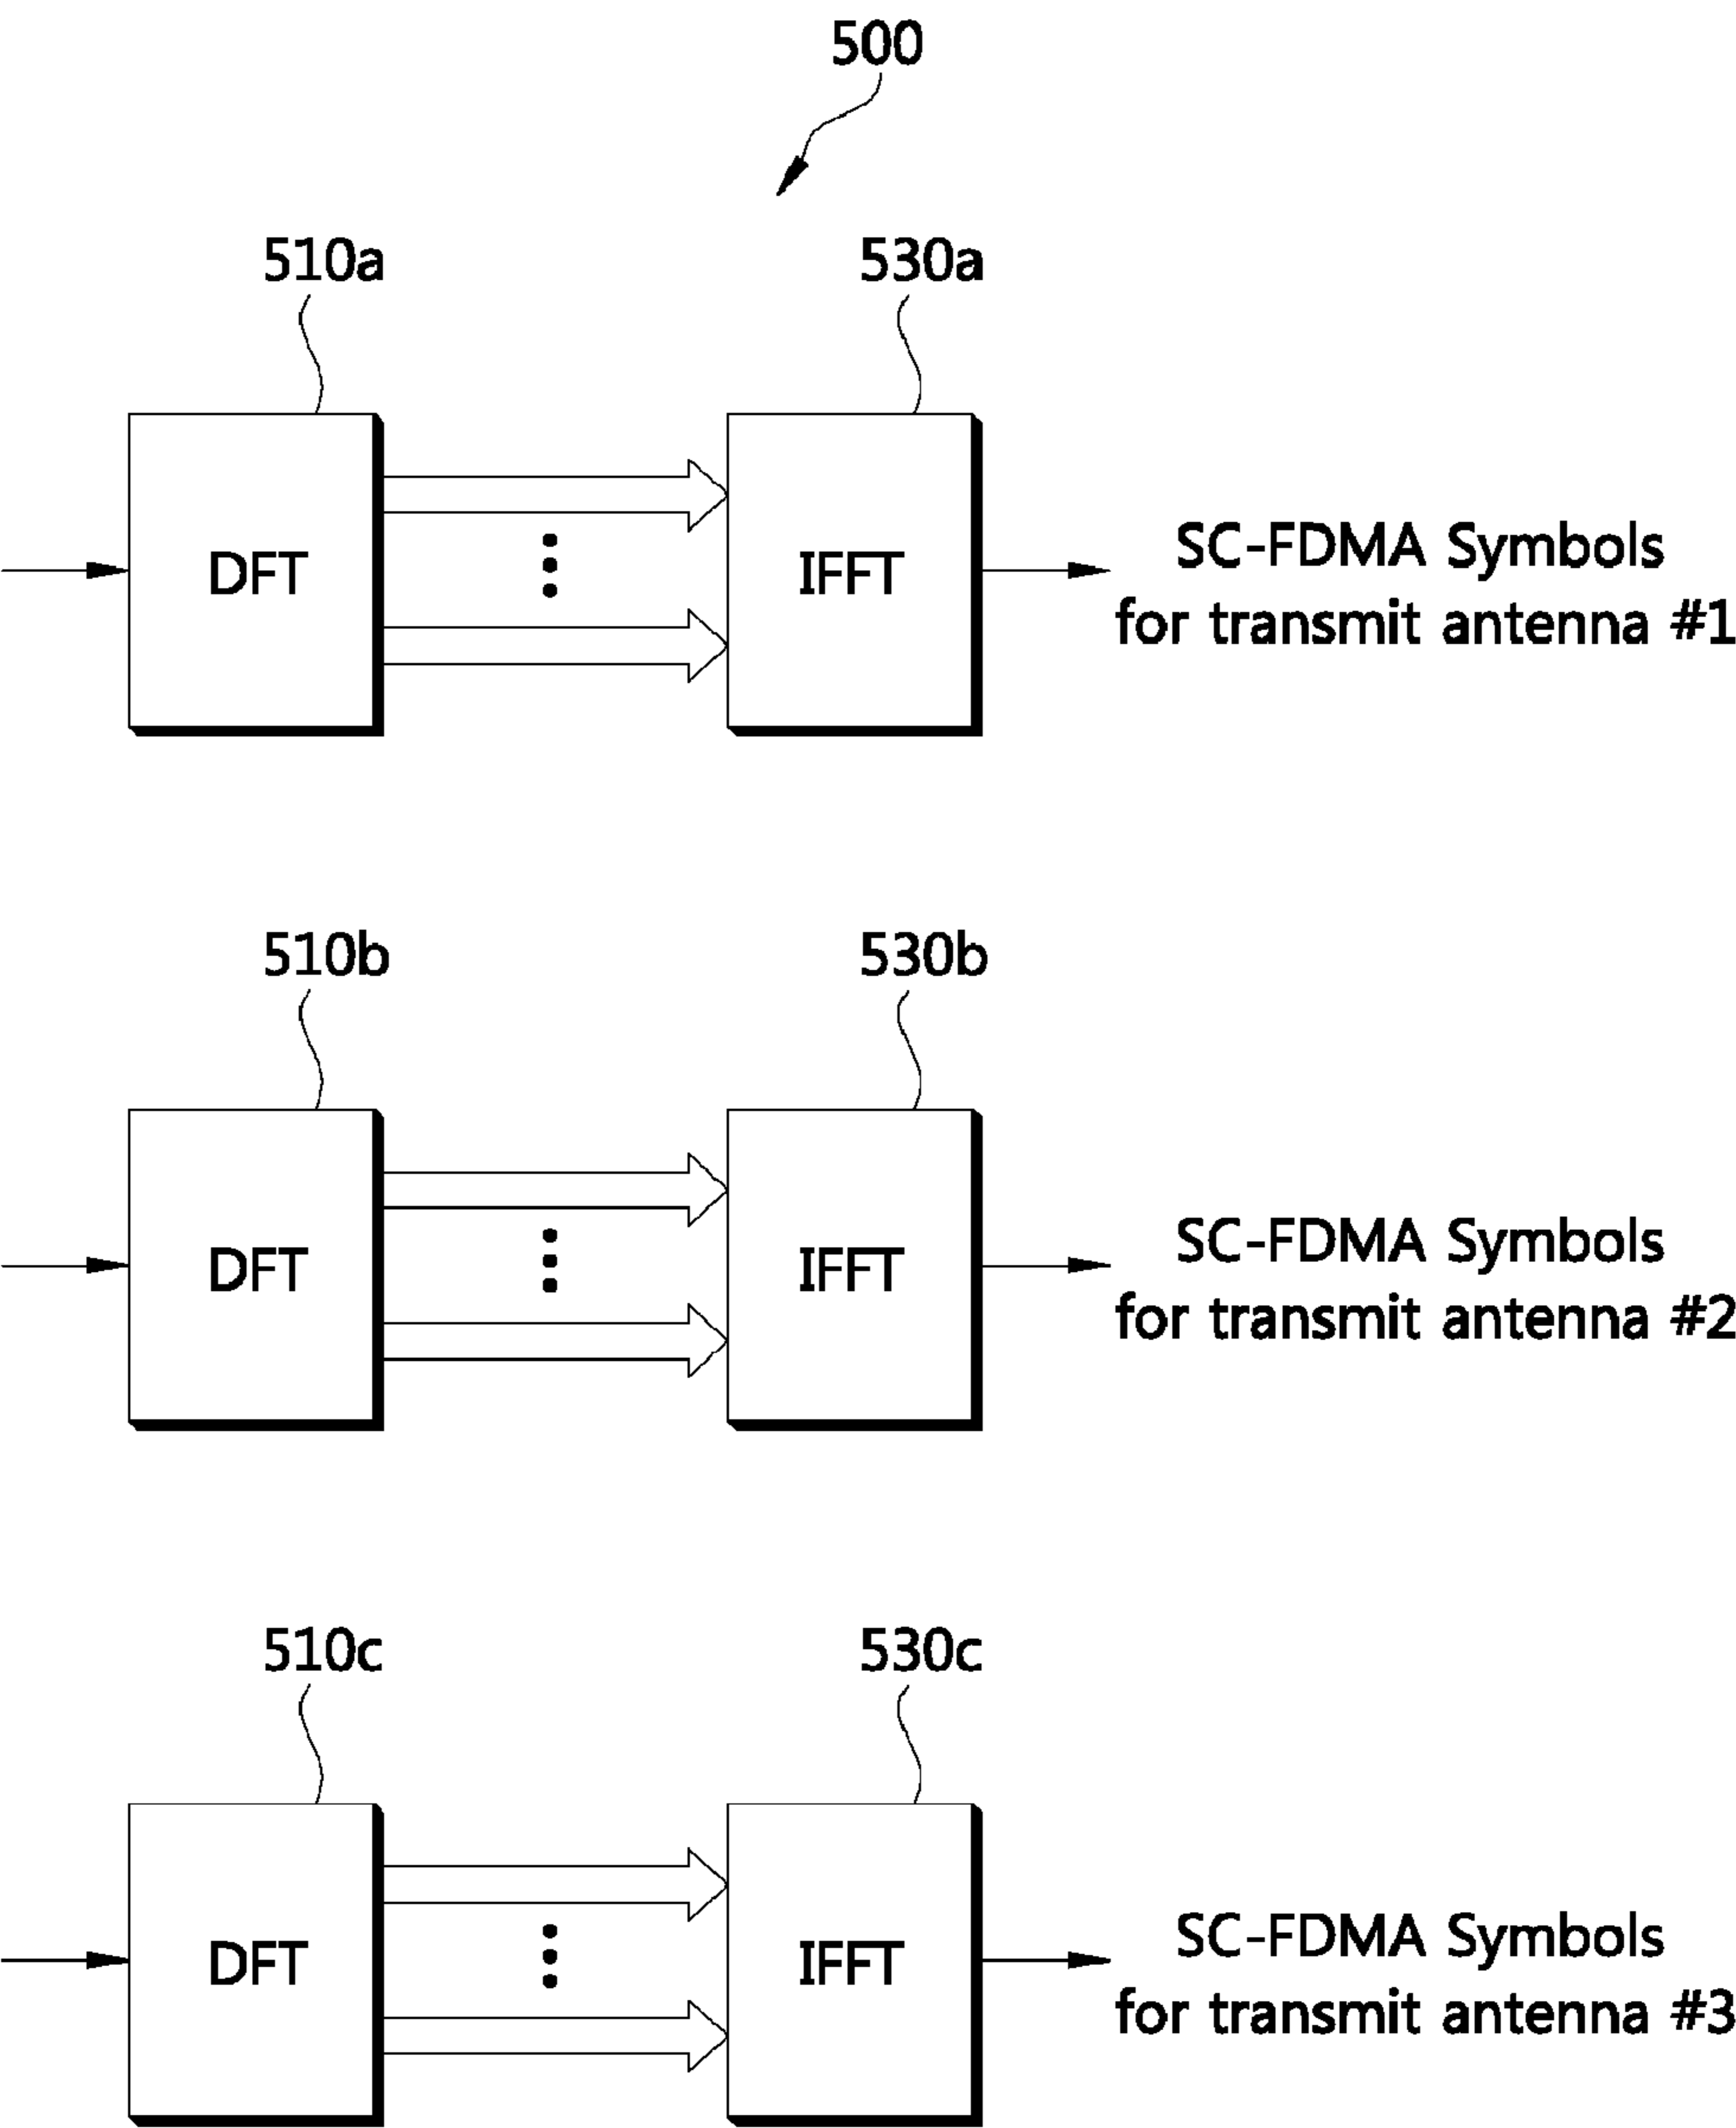 500
510a
530a
DFT
IFFT
SC-FDMA Symbols
for transmit antenna #1
510b
530b
DFT
IFFT
SC-FDMA Symbols
for transmit antenna #2
510c
530c
DFT
IFFT
SC-FDMA Symbols
for transmit antenna #3